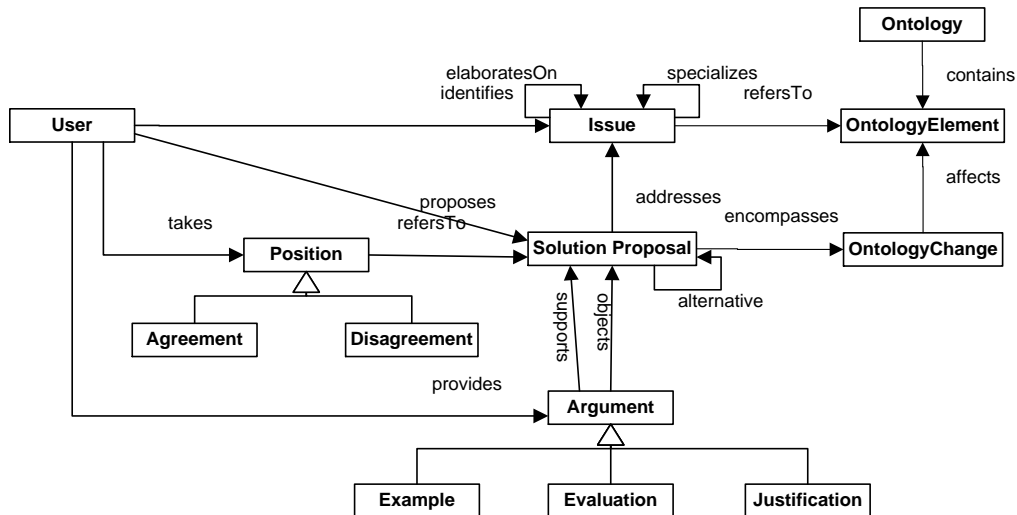 Ontology
elaboratesOn
specializes
contains
identifies
refersTo
User
Issue
OntologyElement
affects
addresses
proposes
takes
refersTo
encompasses
Position
Solution Proposal
OntologyChange
alternative
supports
objects
Agreement
Disagreement
provides
Argument
Example
Evaluation
Justification